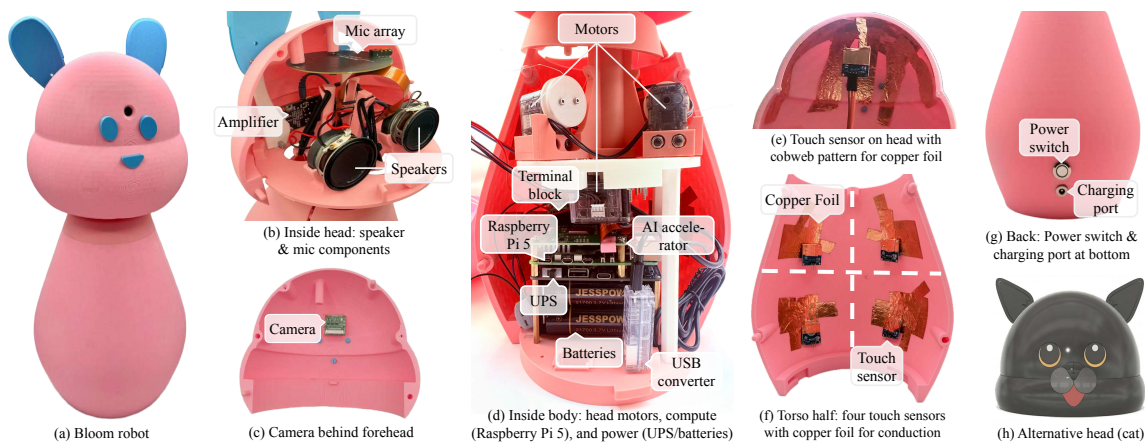 Mic array
Amplifier
Speakers
(b) Inside head: speaker
& mic components
Camera
(a) Bloom robot
(c) Camera behind forehead
Motors
Terminal
block
Raspberry
Pi 5
AI accele-
rator
UPS
JESSPOW
Batteries
USB
converter
(d) Inside body: head motors, compute
(Raspberry Pi 5), and power (UPS/batteries)
(e) Touch sensor on head with
cobweb pattern for copper foil
Copper Foil
Touch
sensor
(f) Torso half: four touch sensors
with copper foil for conduction
Power
switch
Charging
port
(g) Back: Power switch &
charging port at bottom
(h) Alternative head (cat)